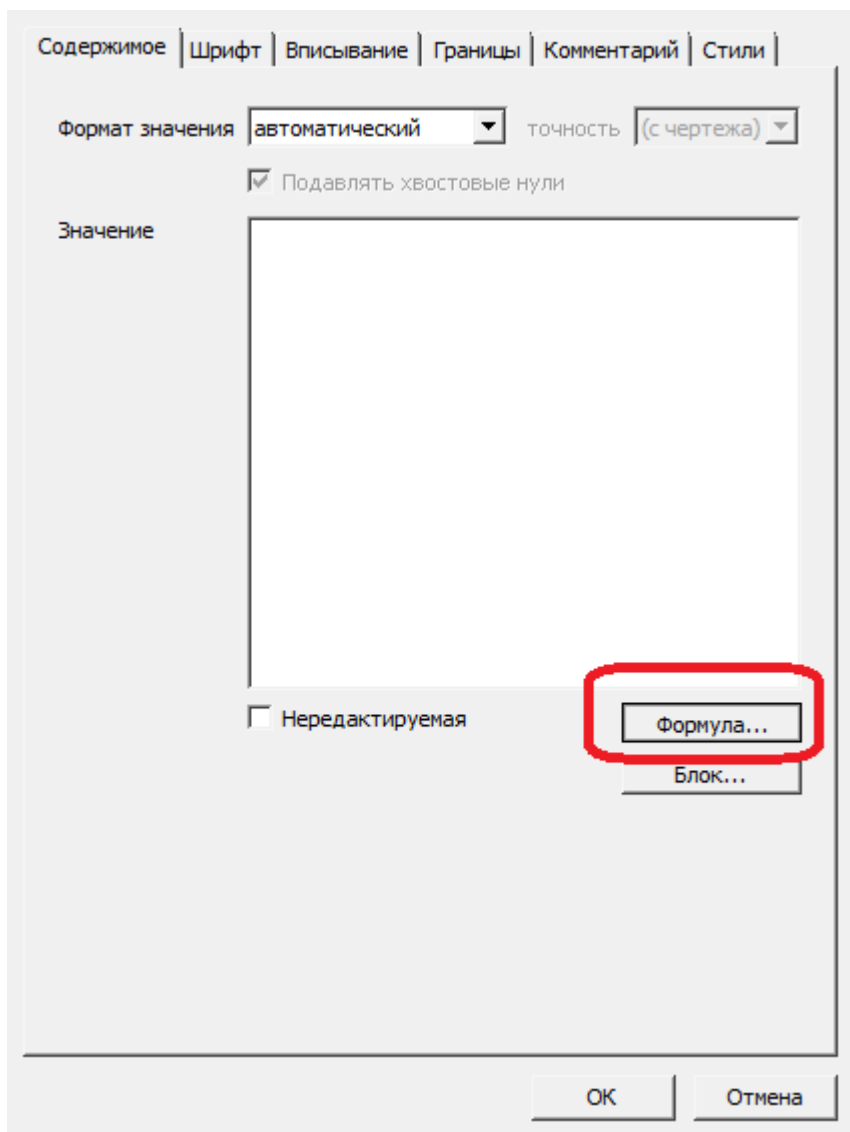 Содержимое Шрифт Вписывание Границы Комментарий Стили
Формат значения автоматический точность (с чертежа)
Подавлять хвостовые нули
Значение
Нередактируемая Формула...
Блок...
ОК Отмена